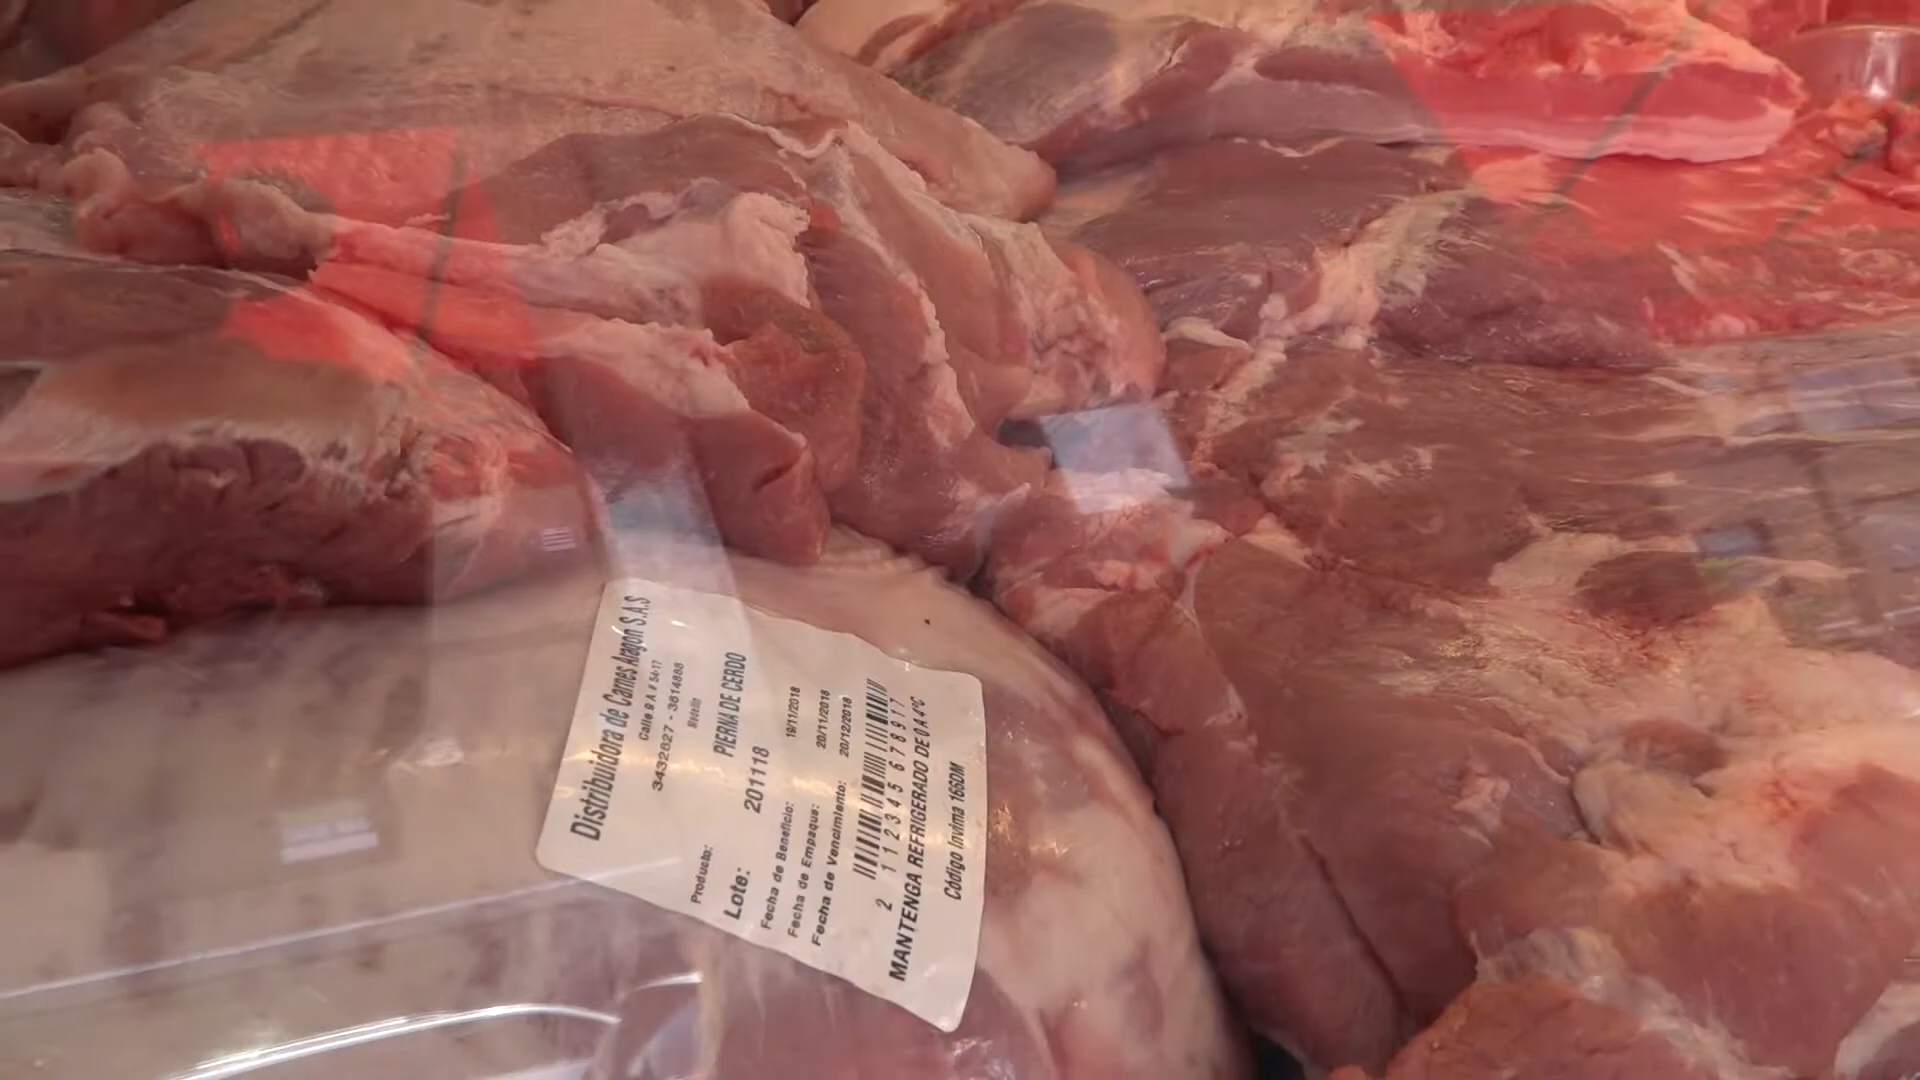 Distribuidora de Carnes Aragon S.A.S
Calle 9 A # 54-17
3432627 - 3614888
Medellin
Producto: PIERNA DE CERDO
Lote: 201118
Fecha de Beneficio: 19/11/2018
Fecha de Empaque: 20/11/2018
Fecha de Vencimiento: 20/12/2018
2 112345 678917
MANTENGA REFRIGERADO DE 0 A 4°C
Código Invima 166DM